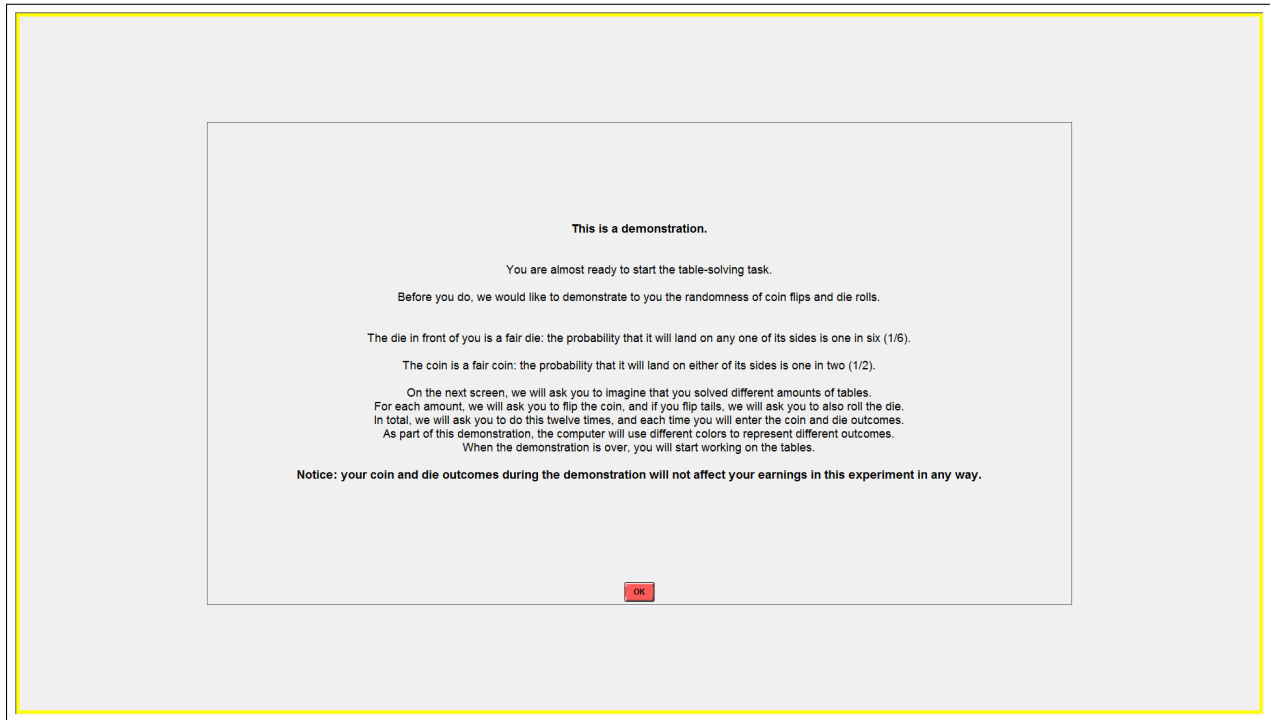 This is a demonstration.
You are almost ready to start the table-solving task.
Before you do, we would like to demonstrate to you the randomness of coin flips and die rolls.
The die in front of you is a fair die: the probability that it will land on any one of its sides is one in six (1/6).
The coin is a fair coin: the probability that it will land on either of its sides is one in two (1/2).
On the next screen, we will ask you to imagine that you solved different amounts of tables.
For each amount, we will ask you to flip the coin, and if you flip tails, we will ask you to also roll the die.
In total, we will ask you to do this twelve times, and each time you will enter the coin and die outcomes.
As part of this demonstration, the computer will use different colors to represent different outcomes.
When the demonstration is over, you will start working on the tables.
Notice: your coin and die outcomes during the demonstration will not affect your earnings in this experiment in any way.
OK